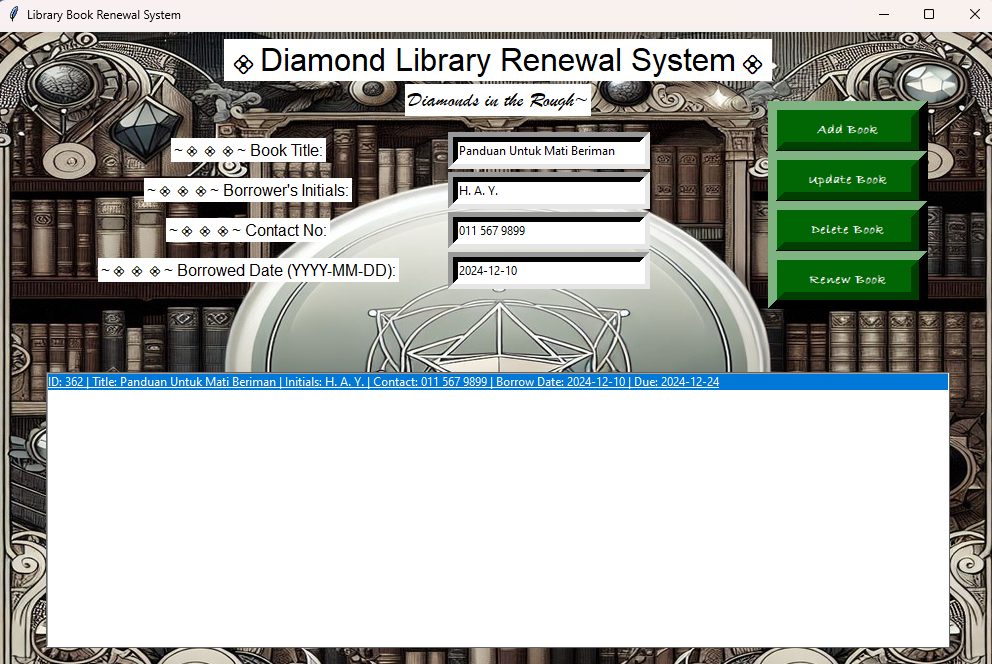 Library Book Renewal System
Diamond Library Renewal System
Diamonds in the Rough~
~ ~ Book Title:
Panduan Untuk Mati Beriman
~ ~ Borrower's Initials:
H. A. Y.
~ ~ Contact No:
011 567 9899
~ ~ Borrowed Date (YYYY-MM-DD):
2024-12-10
Add Book
Update Book
Delete Book
Renew Book
ID: 362 | Title: Panduan Untuk Mati Beriman | Initials: H. A. Y. | Contact: 011 567 9899 | Borrow Date: 2024-12-10 | Due: 2024-12-24